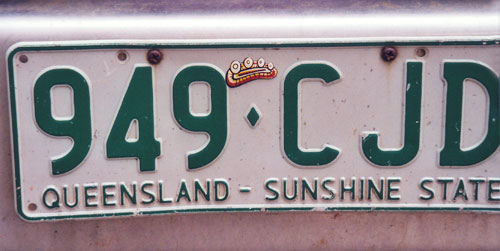 949♦CJD
QUEENSLAND - SUNSHINE STATE